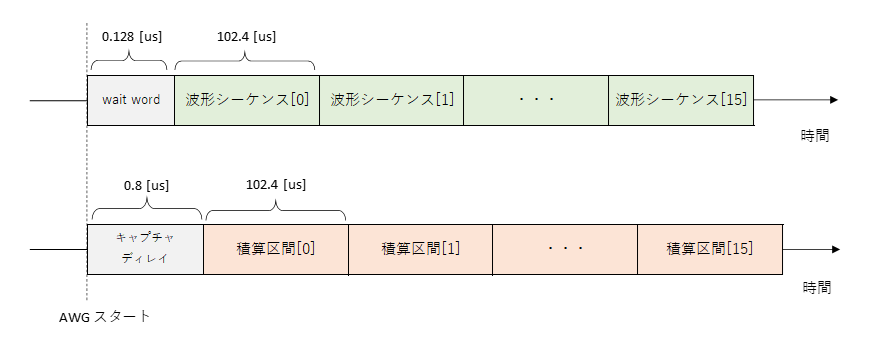 0.128 [us]
102.4 [us]
wait word
波形シーケンス[0]
波形シーケンス[1]
・・・
波形シーケンス[15]
時間
0.8 [us]
102.4 [us]
キャプチャ
ディレイ
積算区間[0]
積算区間[1]
・・・
積算区間[15]
時間
AWG スタート